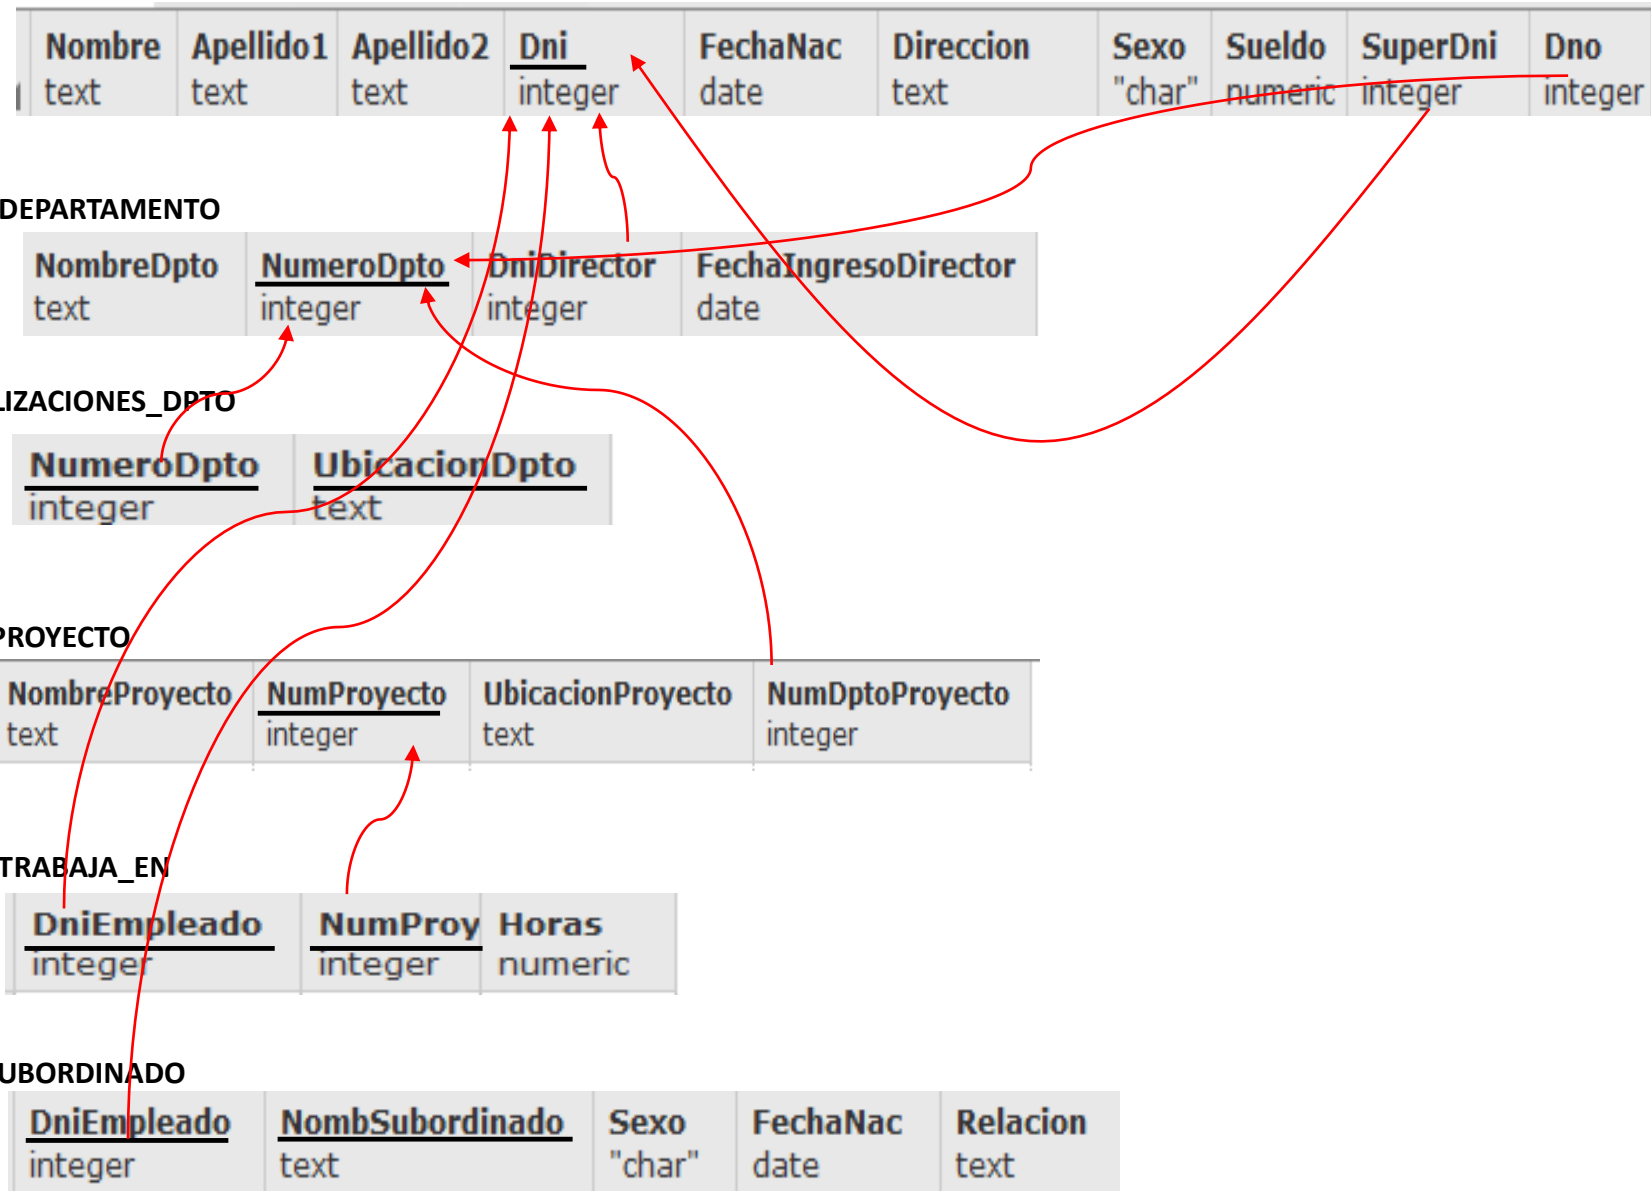 Nombre Apellido1 Apellido2 Dni FechaNac Direccion Sexo Sueldo SuperDni Dno
text text text integer date text "char" numeric integer integer
DEPARTAMENTO
NombreDpto NumeroDpto DniDirector FechaIngresoDirector
text integer integer date
LIZACIONES_DPTO
NumeroDpto UbicacionDpto
integer text
PROYECTO
NombreProyecto NumProyecto UbicacionProyecto NumDptoProyecto
text integer text integer
TRABAJA_EN
DniEmpleado NumProy Horas
integer integer numeric
UBORDINADO
DniEmpleado NombSubordinado Sexo FechaNac Relacion
integer text "char" date text